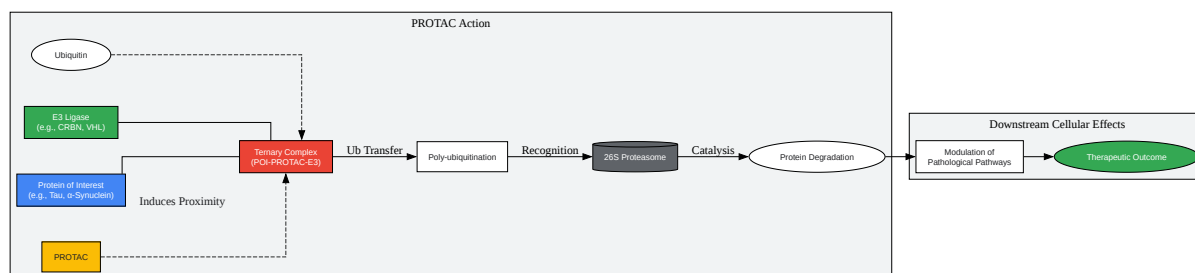 PROTAC Action
Ubiquitin
E3 Ligase
(e.g., CRBN, VHL)
Protein of Interest
(e.g., Tau, α-Synuclein)
Induces Proximity
PROTAC
Ternary Complex
(POI-PROTAC-E3)
Ub Transfer
Poly-ubiquitination
Recognition
26S Proteasome
Catalysis
Protein Degradation
Downstream Cellular Effects
Modulation of
Pathological Pathways
Therapeutic Outcome